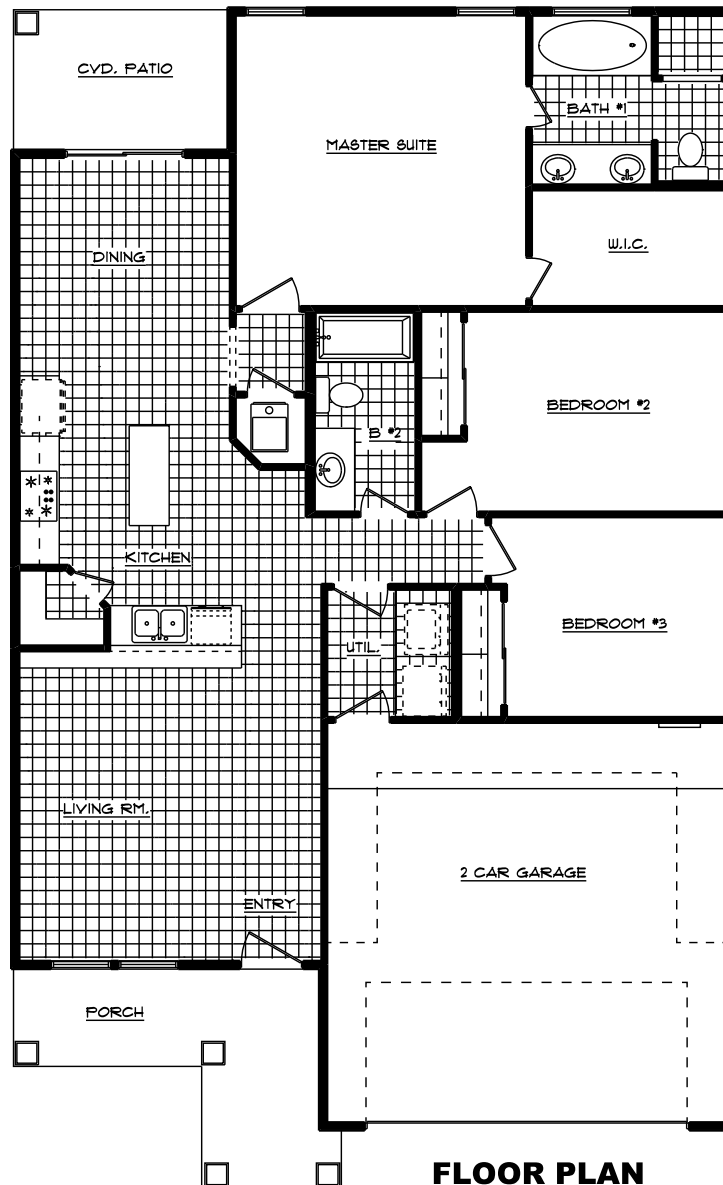 CVD. PATIO
BATH #1
MASTER SUITE
W.I.C.
DINING
BEDROOM #2
B #2
KITCHEN
BEDROOM #3
UTIL.
LIVING RM.
2 CAR GARAGE
ENTRY
PORCH
FLOOR PLAN